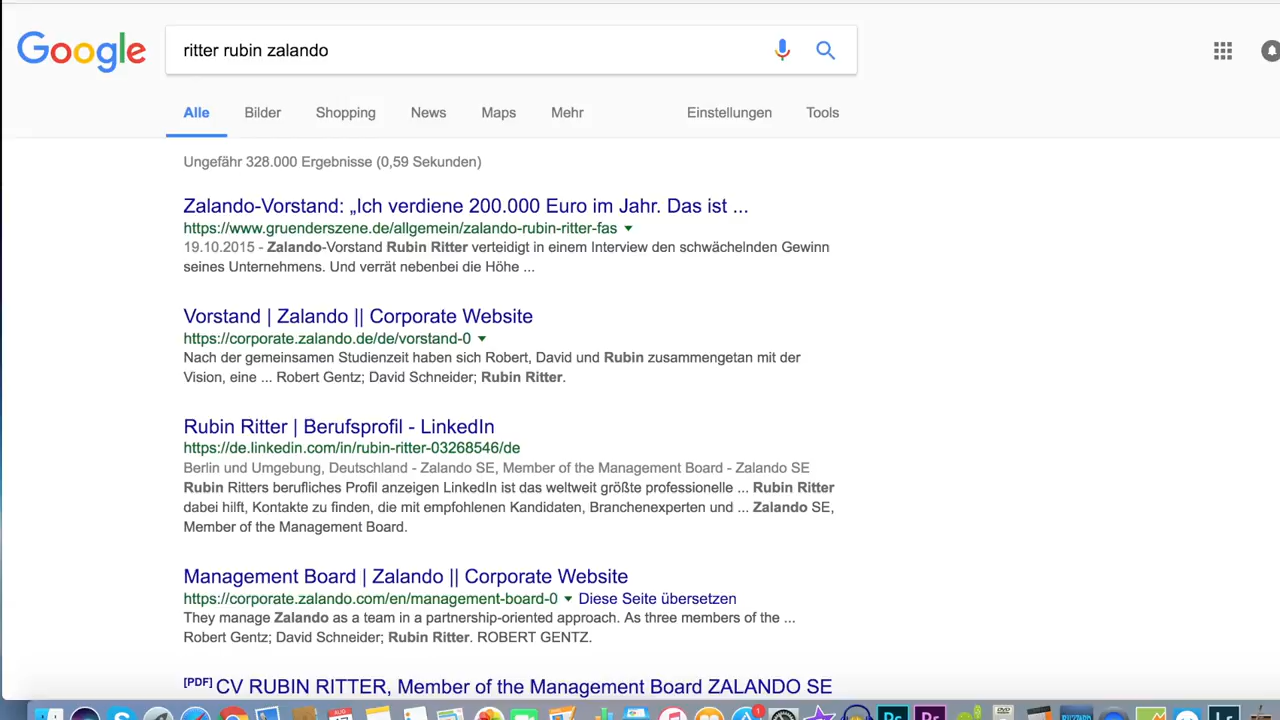 Google
ritter rubin zalando
Alle Bilder Shopping News Maps Mehr Einstellungen Tools
Ungefähr 328.000 Ergebnisse (0,59 Sekunden)
Zalando-Vorstand: „Ich verdiene 200.000 Euro im Jahr. Das ist ...
https://www.gruenderszene.de/allgemein/zalando-rubin-ritter-fas
19.10.2015 - Zalando-Vorstand Rubin Ritter verteidigt in einem Interview den schwächelnden Gewinn
seines Unternehmens. Und verrät nebenbei die Höhe ...
Vorstand | Zalando || Corporate Website
https://corporate.zalando.de/de/vorstand-0
Nach der gemeinsamen Studienzeit haben sich Robert, David und Rubin zusammengetan mit der
Vision, eine ... Robert Gentz; David Schneider; Rubin Ritter.
Rubin Ritter | Berufsprofil - LinkedIn
https://de.linkedin.com/in/rubin-ritter-03268546/de
Berlin und Umgebung, Deutschland - Zalando SE, Member of the Management Board - Zalando SE
Rubin Ritters berufliches Profil anzeigen LinkedIn ist das weltweit größte professionelle ... Rubin Ritter
dabei hilft, Kontakte zu finden, die mit empfohlenen Kandidaten, Branchenexperten und ... Zalando SE,
Member of the Management Board.
Management Board | Zalando || Corporate Website
https://corporate.zalando.com/en/management-board-0 Diese Seite übersetzen
They manage Zalando as a team in a partnership-oriented approach. As three members of the ...
Robert Gentz; David Schneider; Rubin Ritter. ROBERT GENTZ.
[PDF] CV RUBIN RITTER, Member of the Management Board ZALANDO SE